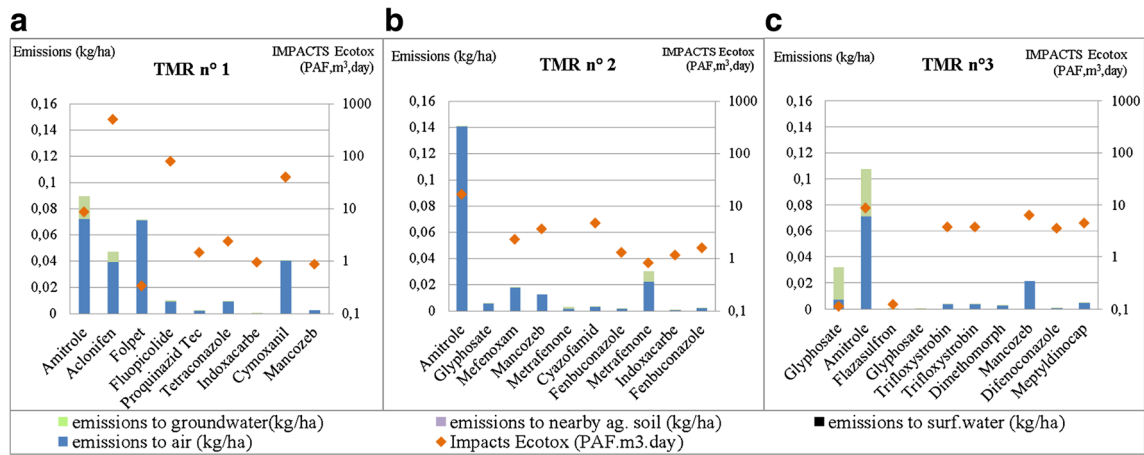 a
Emissions (kg/ha)
IMPACTS Ecotox
(PAF,m³,day)
TMR n° 1
0,16
0,14
0,12
0,1
0,08
0,06
0,04
0,02
0
1000
100
10
1
0,1
Amitrole
Aclonifen
Folpet
Fluopicolide
Proquinazid Tec
Tetraconazole
Indoxacarbe
Cymoxanil
Mancozeb
b
Emissions (kg/ha)
IMPACTS Ecotox
(PAF,m³,day)
TMR n° 2
0,16
0,14
0,12
0,1
0,08
0,06
0,04
0,02
0
1000
100
10
1
0,1
Amitrole
Glyphosate
Mefenoxam
Mancozeb
Metrafenone
Cyazofamid
Fenbuconazole
Metrafenone
Indoxacarbe
Fenbuconazole
c
Emissions (kg/ha)
IMPACTS Ecotox
(PAF,m³,day)
TMR n°3
0,16
0,14
0,12
0,1
0,08
0,06
0,04
0,02
0
1000
100
10
1
0,1
Glyphosate
Amitrole
Flazasulfron
Glyphosate
Trifloxystrobin
Trifloxystrobin
Dimethomorph
Mancozeb
Difenoconazole
Meptyldinocap
emissions to groundwater(kg/ha)
emissions to nearby ag. soil (kg/ha)
emissions to surf.water (kg/ha)
emissions to air (kg/ha)
Impacts Ecotox (PAF.m3.day)